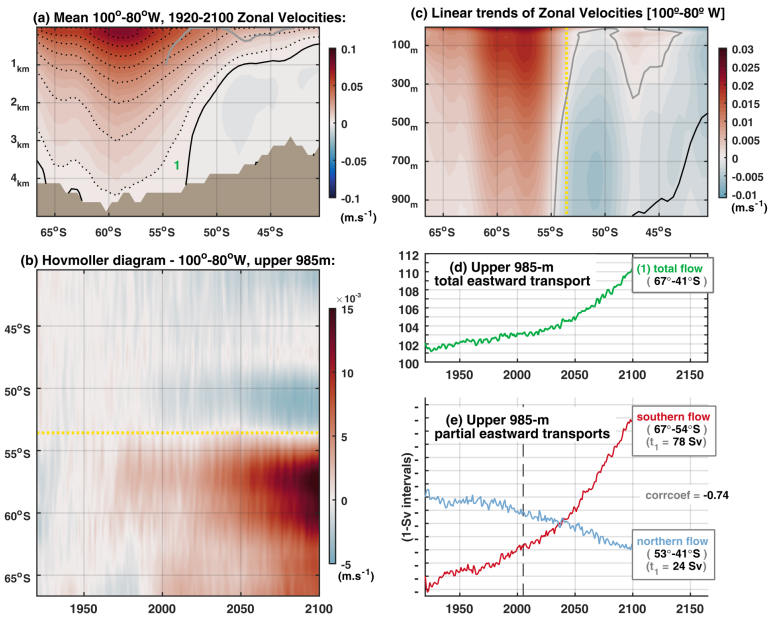 (a) Mean 100°-80°W, 1920-2100 Zonal Velocities:
1km
2km
3km
4km
1
65°S
60°S
55°S
50°S
45°S
0.1
0.05
0
-0.05
-0.1
(m.s-1)
(c) Linear trends of Zonal Velocities [100º-80º W]
100m
300m
500m
700m
900m
65°S
60°S
55°S
50°S
45°S
0.03
0.025
0.02
0.015
0.01
0.005
0
-0.005
-0.01
(m.s-1)
(b) Hovmoller diagram - 100°-80°W, upper 985m:
45°S
50°S
55°S
60°S
65°S
1950
2000
2050
2100
× 10-3
15
10
5
0
-5
(m.s-1)
(d) Upper 985-m
total eastward transport
(1) total flow
( 67°-41°S )
112
110
108
106
104
102
100
1950
2000
2050
2100
2150
(e) Upper 985-m
partial eastward transports
(1-Sv intervals)
southern flow
( 67°-54°S )
(t1 = 78 Sv)
corrcoef = -0.74
northern flow
( 53°-41°S )
(t1 = 24 Sv)
1950
2000
2050
2100
2150